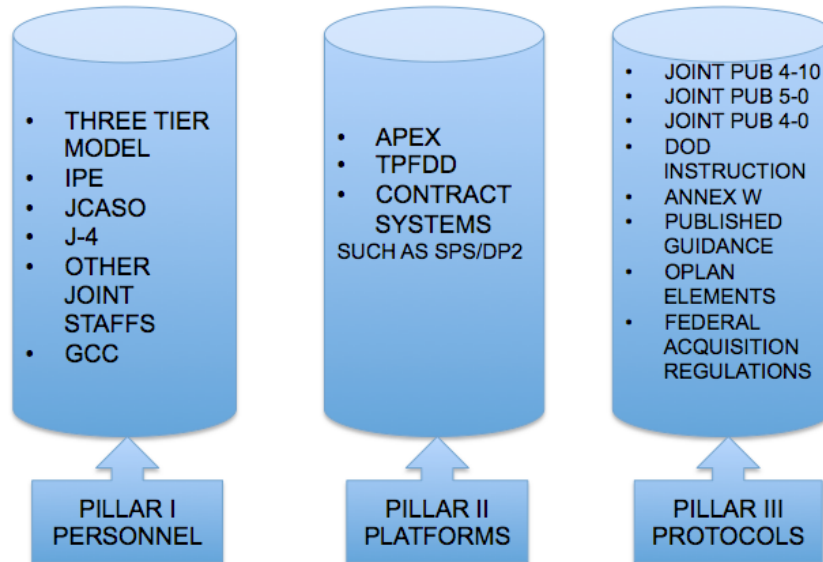 • THREE TIER
MODEL
• IPE
• JCASO
• J-4
• OTHER
JOINT
STAFFS
• GCC
PILLAR I
PERSONNEL
• APEX
• TPFDD
• CONTRACT
SYSTEMS
SUCH AS SPS/DP2
PILLAR II
PLATFORMS
• JOINT PUB 4-10
• JOINT PUB 5-0
• JOINT PUB 4-0
• DOD
INSTRUCTION
• ANNEX W
• PUBLISHED
GUIDANCE
• OPLAN
ELEMENTS
• FEDERAL
ACQUISITION
REGULATIONS
PILLAR III
PROTOCOLS